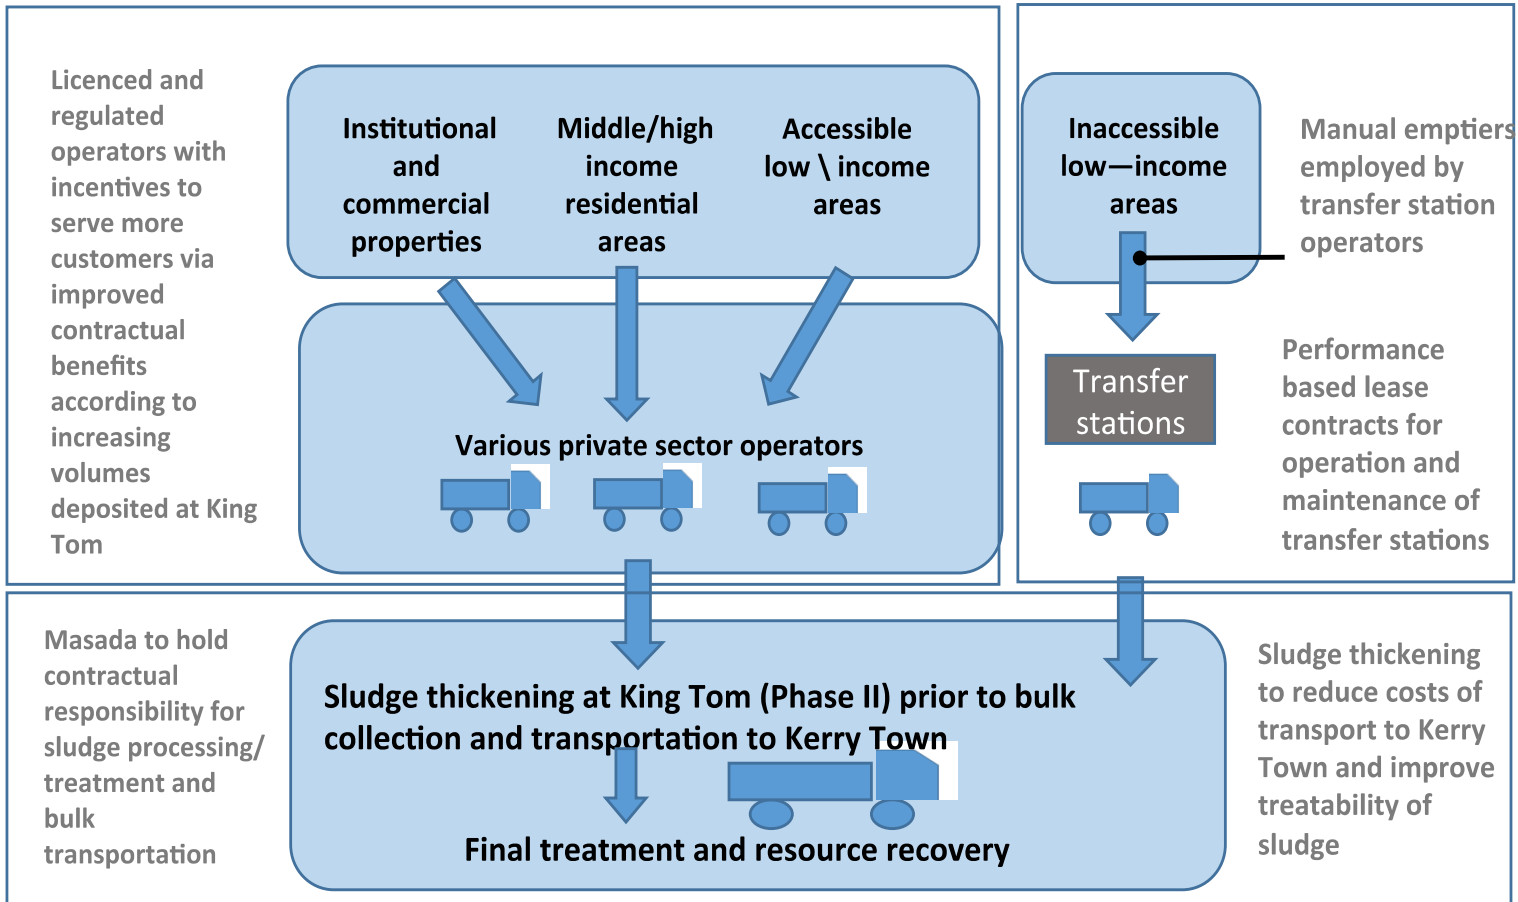 Licenced and
regulated
operators with
incentives to
serve more
customers via
improved
contractual
benefits
according to
increasing
volumes
deposited at King
Tom
Institutional
and
commercial
properties
Middle/high
income
residential
areas
Accessible
low \ income
areas
Various private sector operators
Inaccessible
low—income
areas
Manual emptiers
employed by
transfer station
operators
Transfer
stations
Performance
based lease
contracts for
operation and
maintenance of
transfer stations
Masada to hold
contractual
responsibility for
sludge processing/
treatment and
bulk
transportation
Sludge thickening at King Tom (Phase II) prior to bulk
collection and transportation to Kerry Town
Final treatment and resource recovery
Sludge thickening
to reduce costs of
transport to Kerry
Town and improve
treatability of
sludge